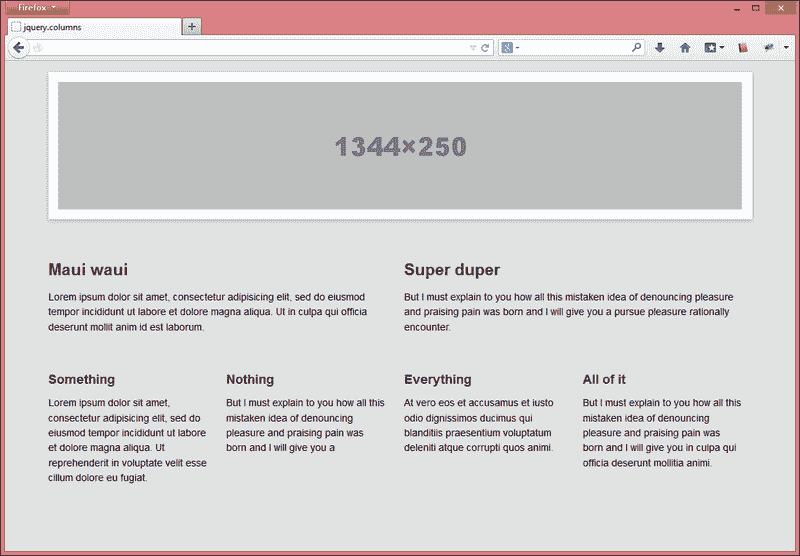 Firefox
jquery.columns
1344×250
Maui waui
Lorem ipsum dolor sit amet, consectetur adipisicing elit, sed do eiusmod
tempor incididunt ut labore et dolore magna aliqua. Ut in culpa qui officia
deserunt mollit anim id est laborum.
Super duper
But I must explain to you how all this mistaken idea of denouncing pleasure
and praising pain was born and I will give you a pursue pleasure rationally
encounter.
Something
Lorem ipsum dolor sit amet,
consectetur adipisicing elit, sed do
eiusmod tempor incididunt ut labore
et dolore magna aliqua. Ut
reprehenderit in voluptate velit esse
cillum dolore eu fugiat.
Nothing
But I must explain to you how all this
mistaken idea of denouncing
pleasure and praising pain was
born and I will give you a
Everything
At vero eos et accusamus et iusto
odio dignissimos ducimus qui
blanditiis praesentium voluptatum
deleniti atque corrupti quos animi.
All of it
But I must explain to you how all this
mistaken idea of denouncing
pleasure and praising pain was
born and I will give you in culpa qui
officia deserunt mollitia animi.